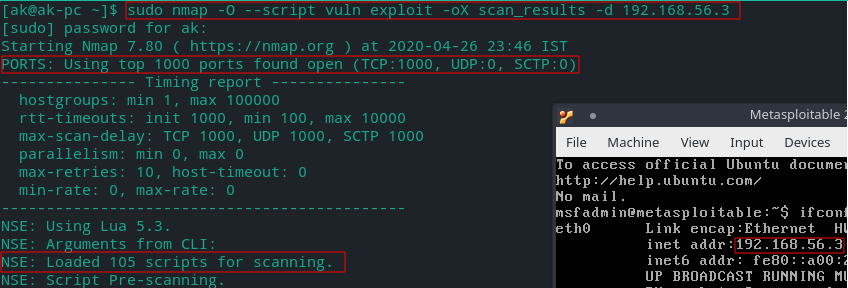 [ak@ak-pc ~]$ sudo nmap -O --script vuln exploit -oX scan_results -d 192.168.56.3
[sudo] password for ak:
Starting Nmap 7.80 ( https://nmap.org ) at 2020-04-26 23:46 IST
PORTS: Using top 1000 ports found open (TCP:1000, UDP:0, SCTP:0)
--------------- Timing report ---------------
hostgroups: min 1, max 100000
rtt-timeouts: init 1000, min 100, max 10000
max-scan-delay: TCP 1000, UDP 1000, SCTP 1000
parallelism: min 0, max 0
max-retries: 10, host-timeout: 0
min-rate: 0, max-rate: 0
---------------------------------------------
NSE: Using Lua 5.3.
NSE: Arguments from CLI:
NSE: Loaded 105 scripts for scanning.
NSE: Script Pre-scanning.
Metasploitable 2
File Machine View Input Devices
To access official Ubuntu docume
http://help.ubuntu.com/
No mail.
msfadmin@metasploitable:~$ ifconf
eth0 Link encap:Ethernet H
inet addr:192.168.56.3
inet6 addr: fe80::a00:2
UP BROADCAST RUNNING MU